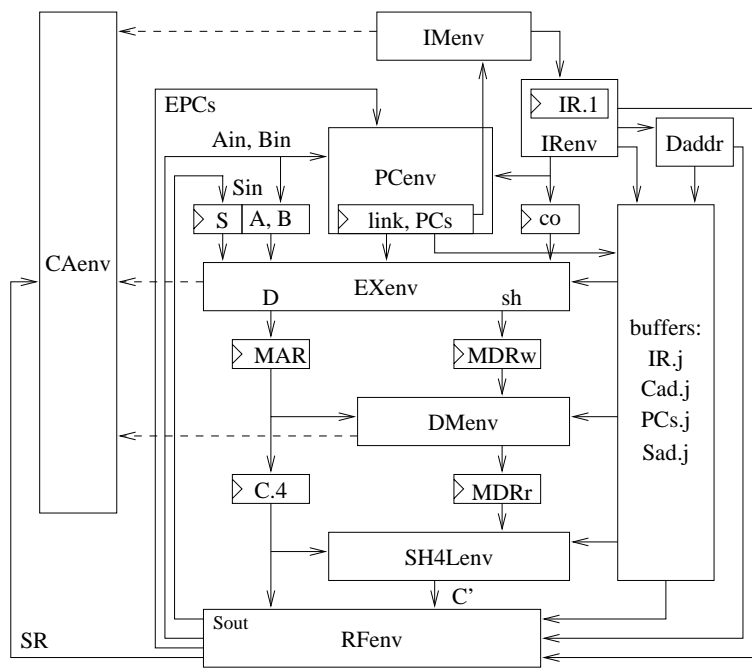 IMenv
EPCs
IR.1
IRenv
Ain, Bin
Daddr
PCenv
Sin
S
A, B
link, PCs
co
CAenv
EXenv
D
sh
buffers:
IR.j
Cad.j
PCs.j
Sad.j
MAR
MDRw
DMenv
C.4
MDRr
SH4Lenv
C'
Sout
RFenv
SR